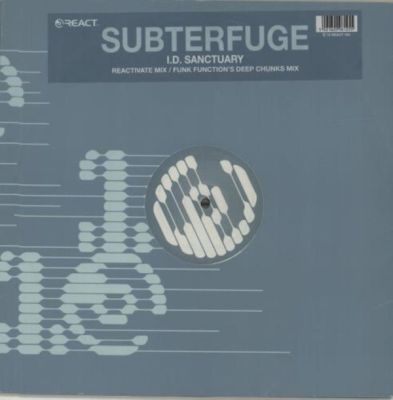 REACT.
SUBTERFUGE
I.D. SANCTUARY
REACTIVATE MIX / FUNK FUNCTION'S DEEP CHUNKS MIX